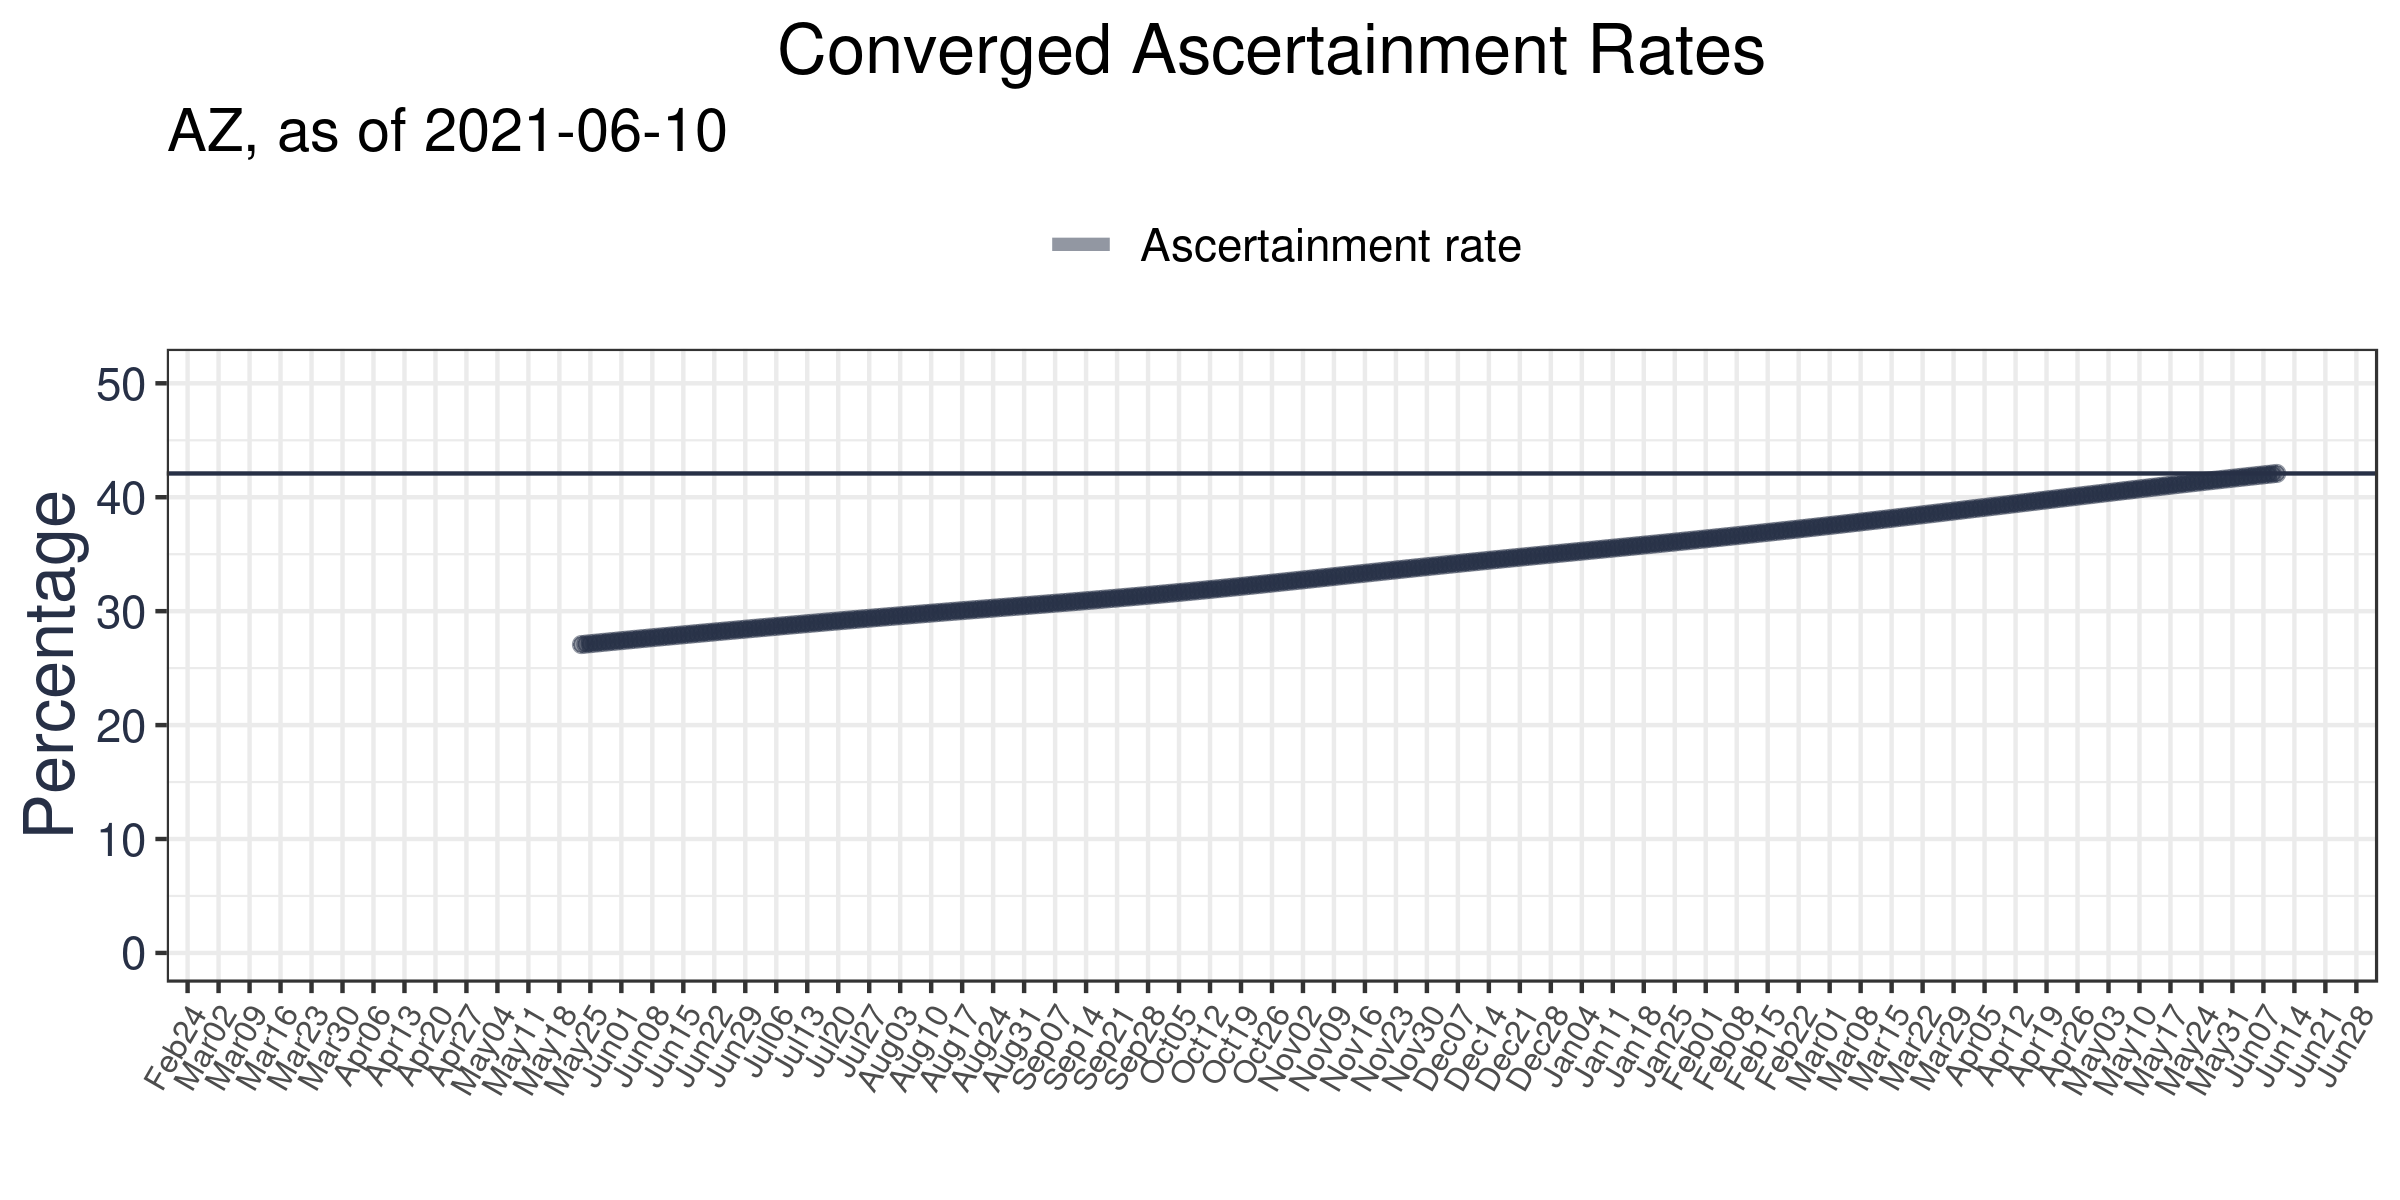 Converged Ascertainment Rates
AZ, as of 2021-06-10
Ascertainment rate
Percentage
50
40
30
20
10
0
Feb24
Mar02
Mar09
Mar16
Mar23
Mar30
Apr06
Apr13
Apr20
Apr27
May04
May11
May18
May25
Jun01
Jun08
Jun15
Jun22
Jun29
Jul06
Jul13
Jul20
Jul27
Aug03
Aug10
Aug17
Aug24
Aug31
Sep07
Sep14
Sep21
Sep28
Oct05
Oct12
Oct19
Oct26
Nov02
Nov09
Nov16
Nov23
Nov30
Dec07
Dec14
Dec21
Dec28
Jan04
Jan11
Jan18
Jan25
Feb01
Feb08
Feb15
Feb22
Mar01
Mar08
Mar15
Mar22
Mar29
Apr05
Apr12
Apr19
Apr26
May03
May10
May17
May24
May31
Jun07
Jun14
Jun21
Jun28